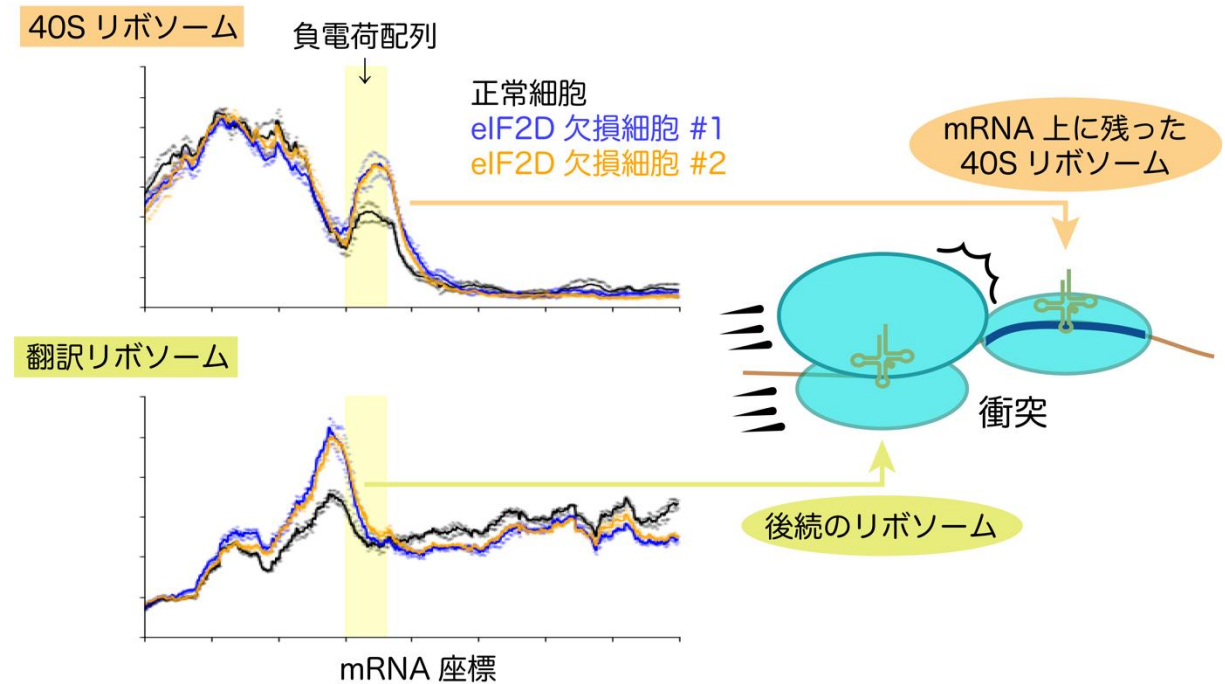 40S リボソーム
負電荷配列
↓
正常細胞
eIF2D 欠損細胞 #1
eIF2D 欠損細胞 #2
mRNA 上に残った
40S リボソーム
翻訳リボソーム
衝突
後続のリボソーム
mRNA 座標